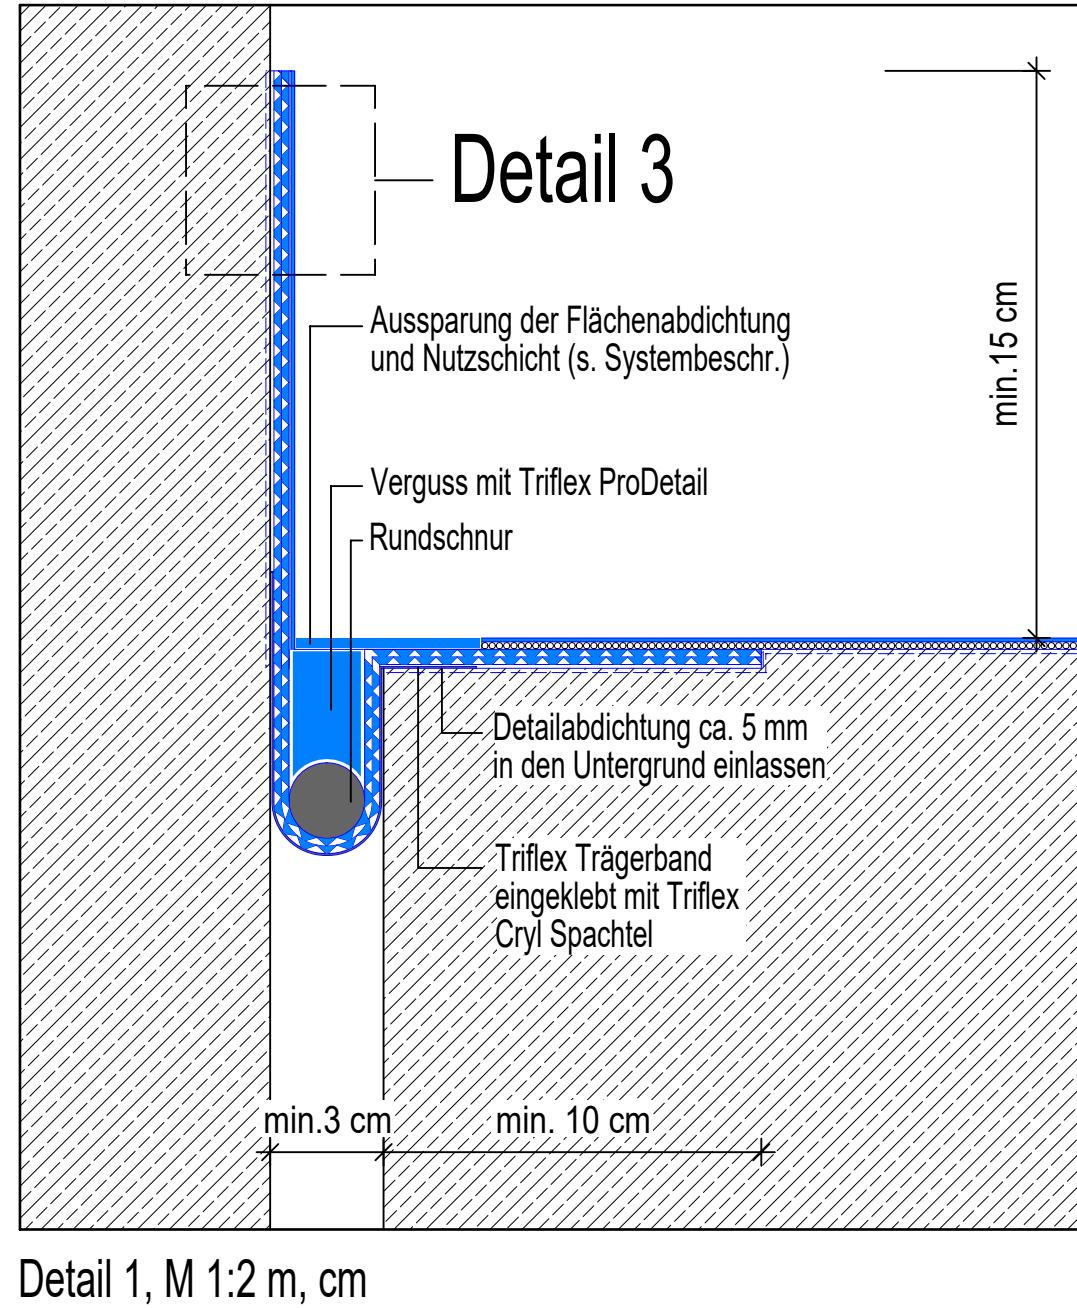 Detail 3
Aussparung der Flächenabdichtung
und Nutzschicht (s. Systembeschr.)
min.15 cm
Verguss mit Triflex ProDetail
Rundschnur
Detailabdichtung ca. 5 mm
in den Untergrund einlassen
Triflex Trägerband
eingeklebt mit Triflex
Cryl Spachtel
min.3 cm
min. 10 cm
Detail 1, M 1:2 m, cm